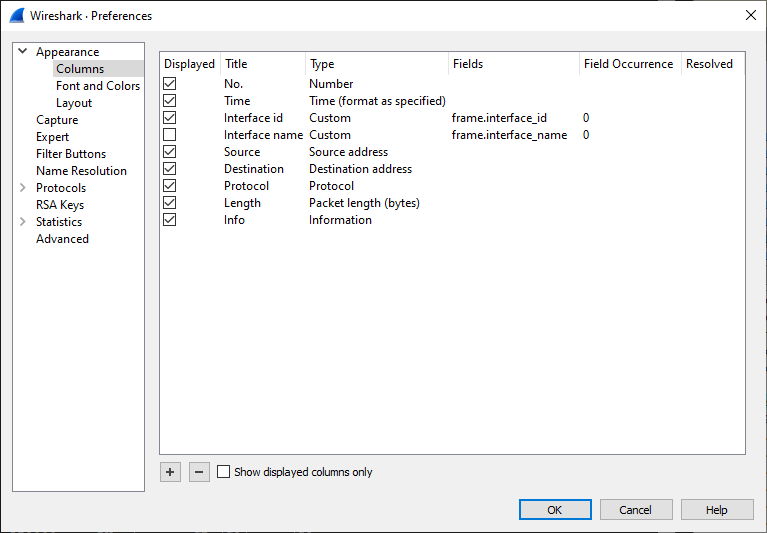 Wireshark · Preferences
Appearance
Columns
Font and Colors
Layout
Capture
Expert
Filter Buttons
Name Resolution
Protocols
RSA Keys
Statistics
Advanced
Displayed Title Type Fields Field Occurrence Resolved
No. Number
Time Time (format as specified)
Interface id Custom frame.interface_id 0
Interface name Custom frame.interface_name 0
Source Source address
Destination Destination address
Protocol Protocol
Length Packet length (bytes)
Info Information
Show displayed columns only
OK Cancel Help